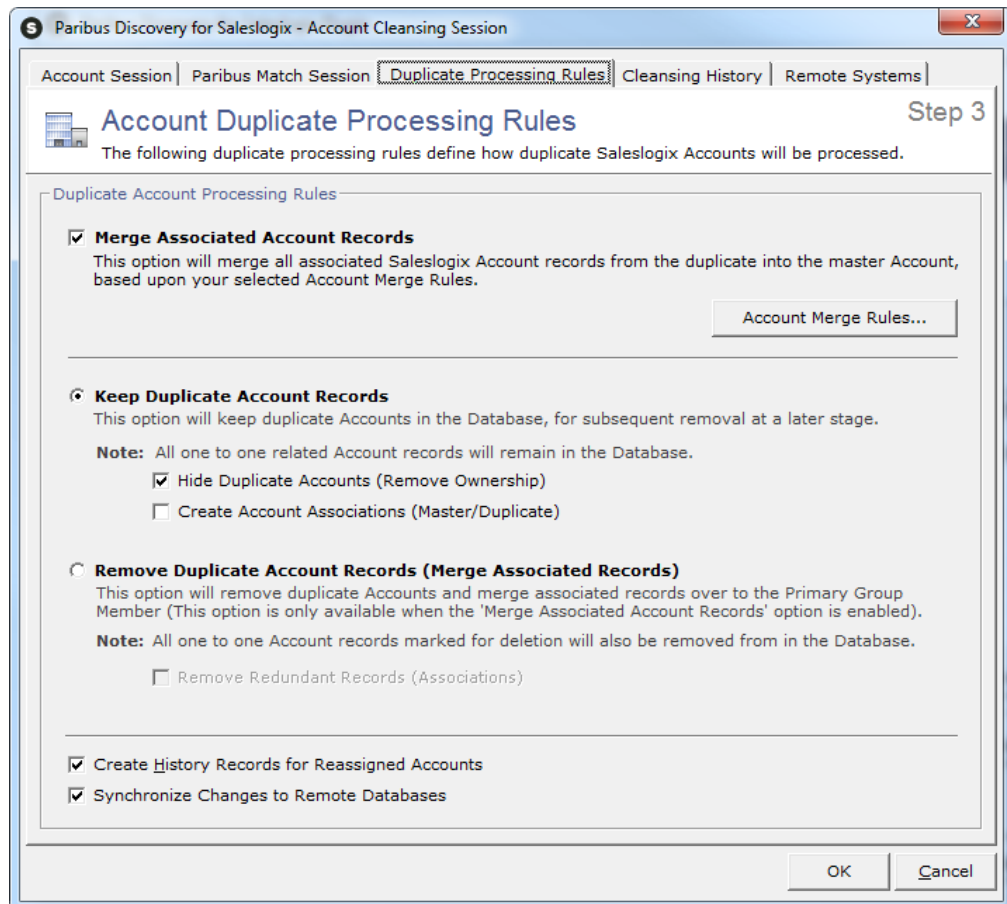 S Paribus Discovery for Saleslogix - Account Cleansing Session X
Account Session Paribus Match Session Duplicate Processing Rules Cleansing History Remote Systems
Account Duplicate Processing Rules Step 3
The following duplicate processing rules define how duplicate Saleslogix Accounts will be processed.
Duplicate Account Processing Rules
Merge Associated Account Records
This option will merge all associated Saleslogix Account records from the duplicate into the master Account,
based upon your selected Account Merge Rules.
Account Merge Rules...
Keep Duplicate Account Records
This option will keep duplicate Accounts in the Database, for subsequent removal at a later stage.
Note: All one to one related Account records will remain in the Database.
Hide Duplicate Accounts (Remove Ownership)
Create Account Associations (Master/Duplicate)
Remove Duplicate Account Records (Merge Associated Records)
This option will remove duplicate Accounts and merge associated records over to the Primary Group
Member (This option is only available when the 'Merge Associated Account Records' option is enabled).
Note: All one to one Account records marked for deletion will also be removed from in the Database.
Remove Redundant Records (Associations)
Create History Records for Reassigned Accounts
Synchronize Changes to Remote Databases
OK Cancel